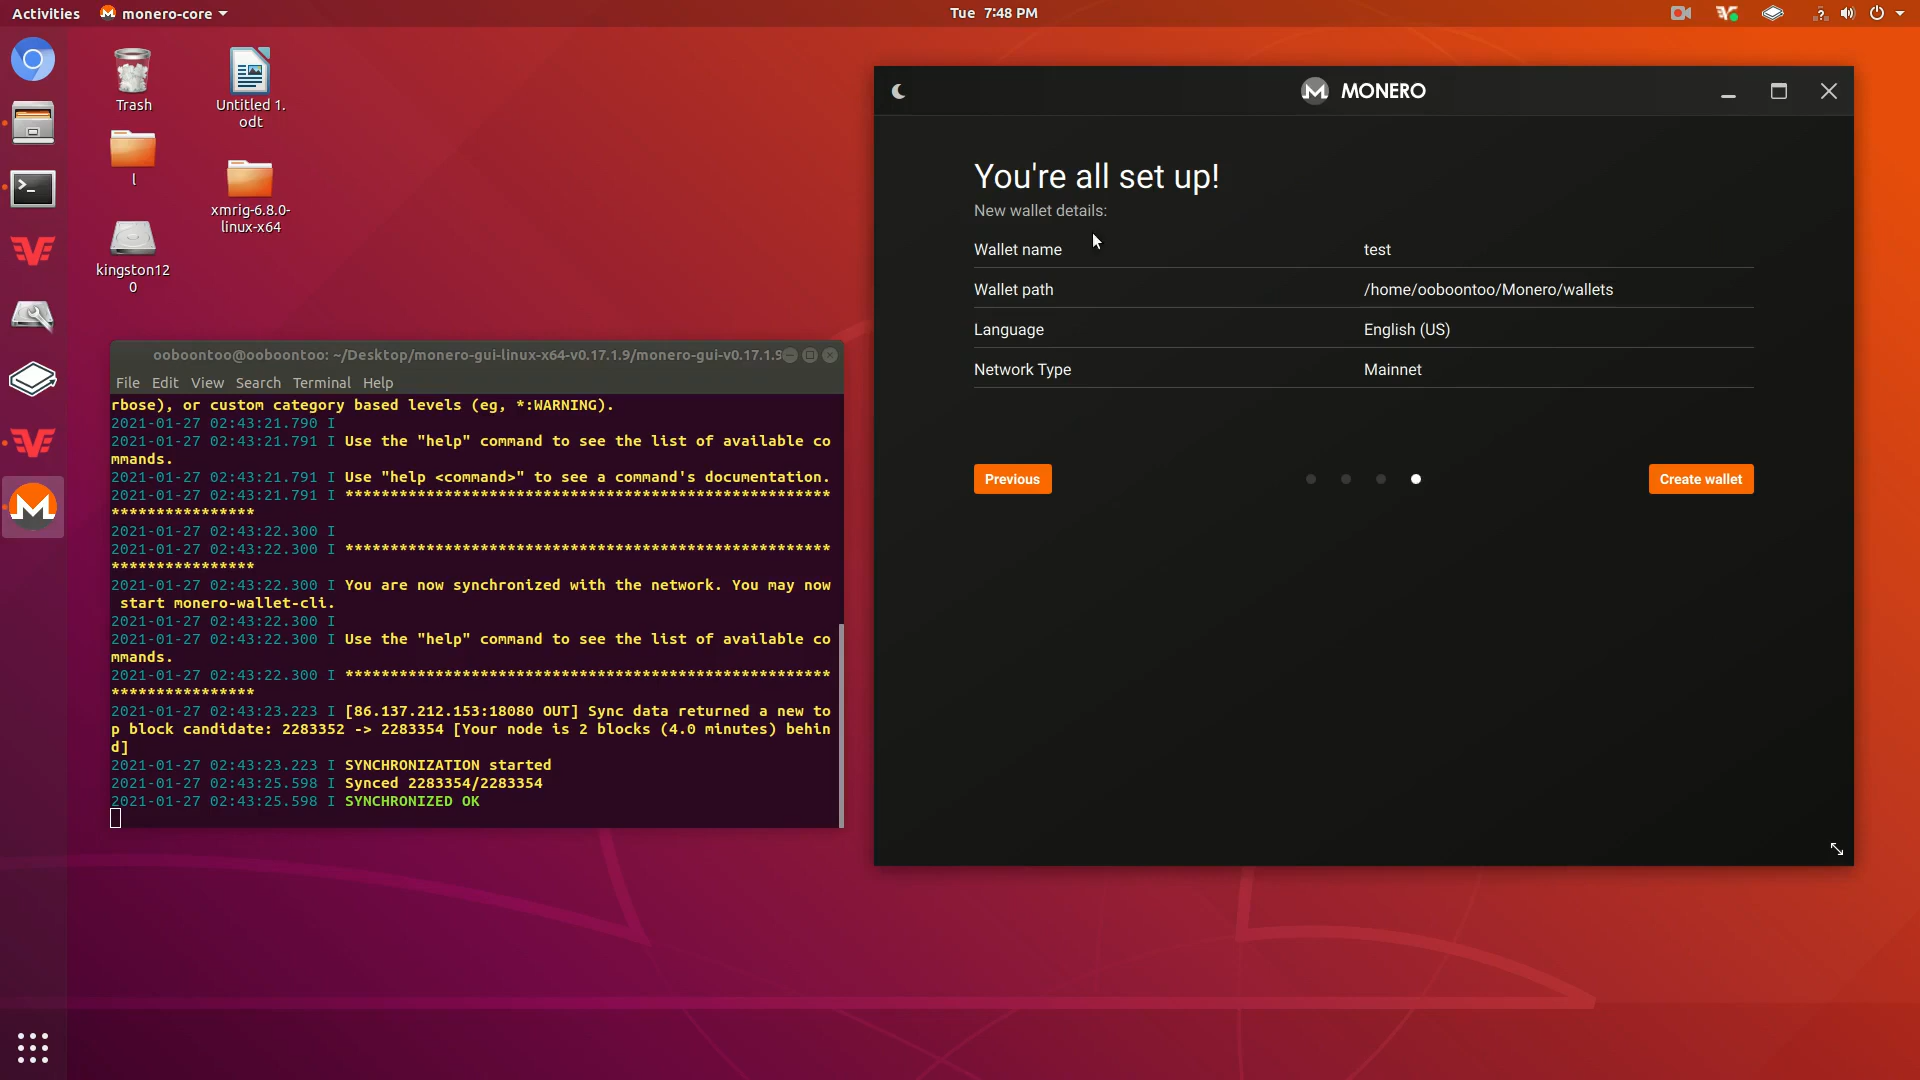 Activities monero-core Tue 7:48 PM
Trash
Untitled 1.
odt
l
xmrig-6.8.0-
linux-x64
kingston12
0
ooboontoo@ooboontoo: ~/Desktop/monero-gui-linux-x64-v0.17.1.9/monero-gui-v0.17.1.9
File Edit View Search Terminal Help
rbose), or custom category based levels (eg, *:WARNING).
2021-01-27 02:43:21.790 I
2021-01-27 02:43:21.791 I Use the "help" command to see the list of available co
mmands.
2021-01-27 02:43:21.791 I Use "help <command>" to see a command's documentation.
2021-01-27 02:43:21.791 I ******************************************************
****************
2021-01-27 02:43:22.300 I
2021-01-27 02:43:22.300 I ******************************************************
****************
2021-01-27 02:43:22.300 I You are now synchronized with the network. You may now
 start monero-wallet-cli.
2021-01-27 02:43:22.300 I
2021-01-27 02:43:22.300 I Use the "help" command to see the list of available co
mmands.
2021-01-27 02:43:22.300 I ******************************************************
****************
2021-01-27 02:43:23.223 I [86.137.212.153:18080 OUT] Sync data returned a new to
p block candidate: 2283352 -> 2283354 [Your node is 2 blocks (4.0 minutes) behin
d]
2021-01-27 02:43:23.223 I SYNCHRONIZATION started
2021-01-27 02:43:25.598 I Synced 2283354/2283354
2021-01-27 02:43:25.598 I SYNCHRONIZED OK
MONERO
You're all set up!
New wallet details:
Wallet name test
Wallet path /home/ooboontoo/Monero/wallets
Language English (US)
Network Type Mainnet
Previous Create wallet